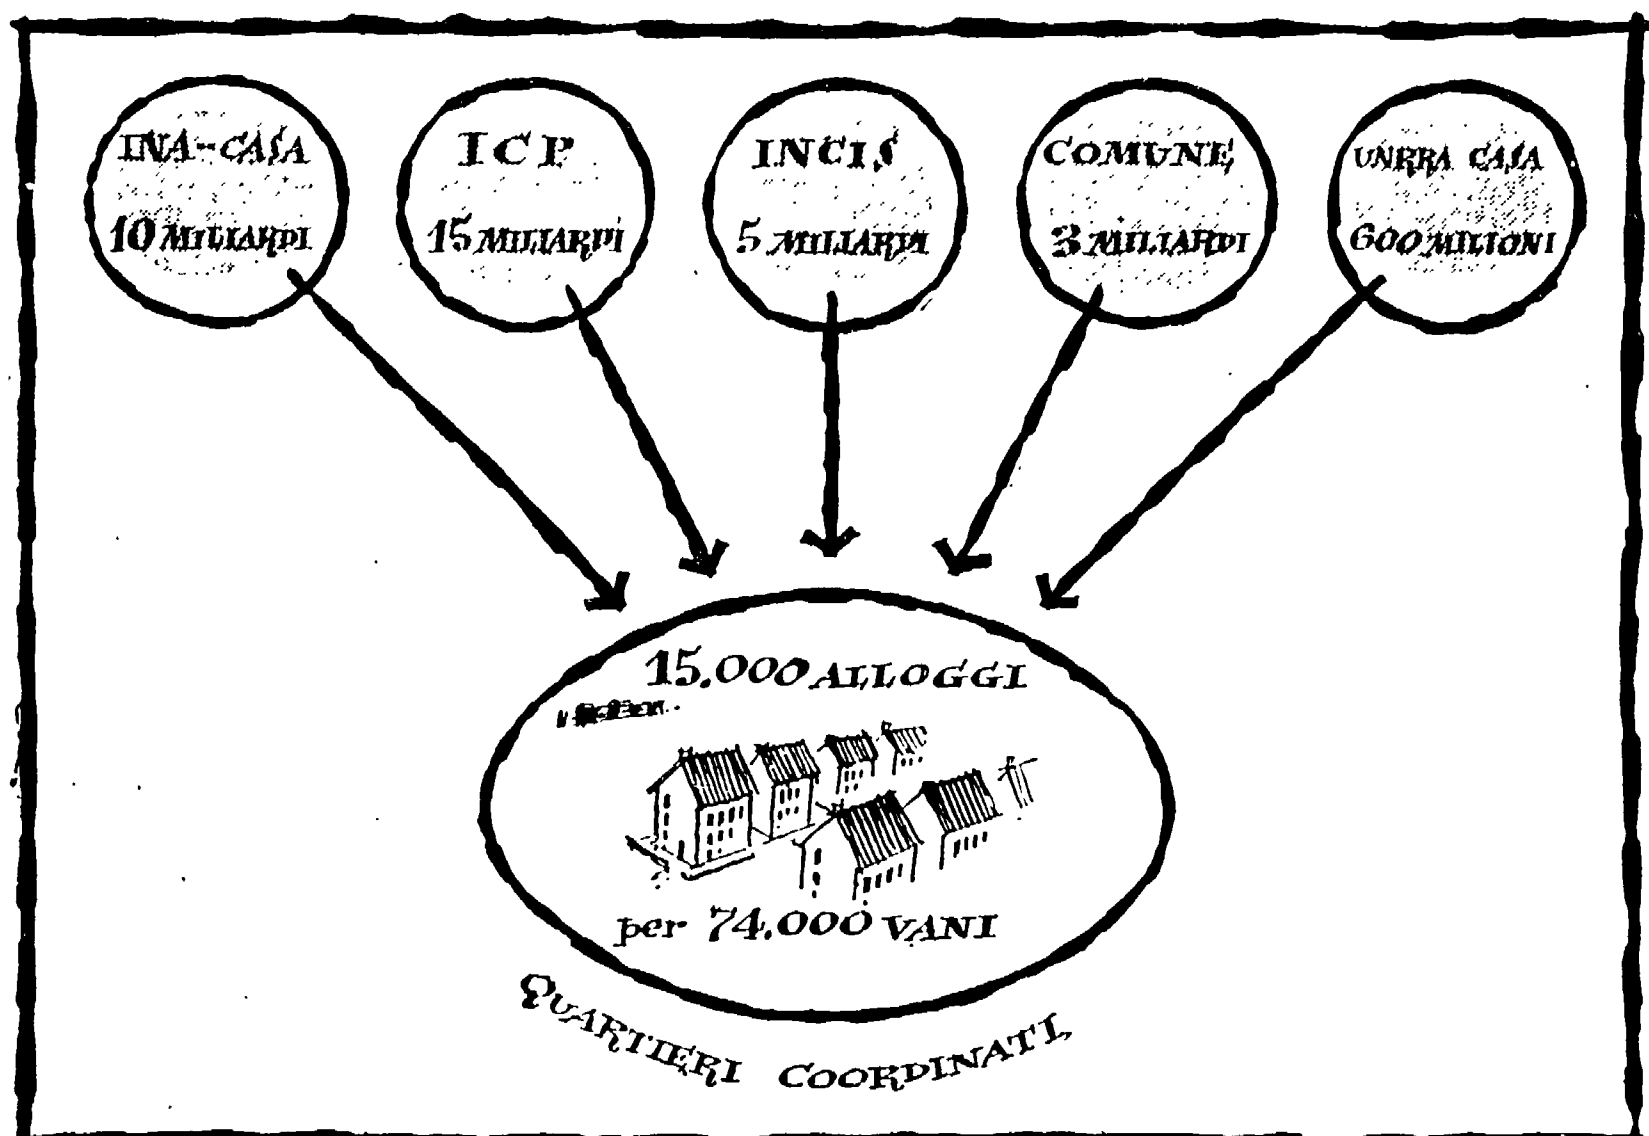 INA-CASA
10 MILIARDI
ICP
15 MILIARDI
INCIS
5 MILIARDI
COMUNE
3 MILIARDI
UNRRA CASA
600 MILIONI
15.000 ALLOGGI
per 74.000 VANI
QUARTIERI COORDINATI